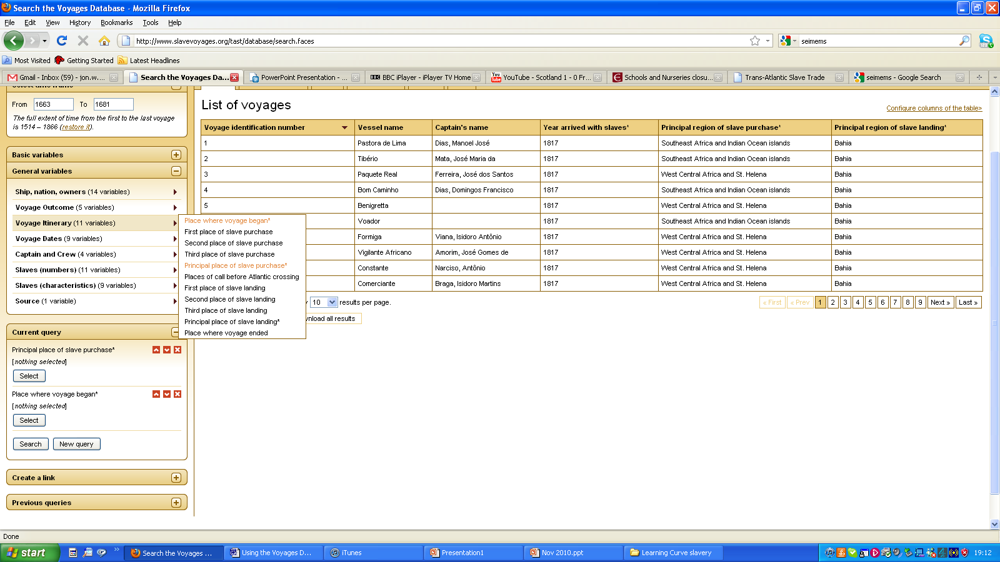 Search the Voyages Database - Mozilla Firefox
File Edit View History Bookmarks Tools Help
http://www.slavevoyages.org/tast/database/search.faces
seimems
Most Visited Getting Started Latest Headlines
Gmail - Inbox (59) - jon.w.... Search the Voyages Da... PowerPoint Presentation - ... BBC iPlayer - iPlayer TV Home YouTube - Scotland 1 - 0 Fr... Schools and Nurseries closu... Trans-Atlantic Slave Trade seimems - Google Search
From 1663 To 1681
The full extent of time from the first to the last voyage
is 1514 – 1866 (restore it).
Basic variables
General variables
Ship, nation, owners (14 variables)
Voyage Outcome (5 variables)
Voyage Itinerary (11 variables)
Voyage Dates (9 variables)
Captain and Crew (4 variables)
Slaves (numbers) (11 variables)
Slaves (characteristics) (9 variables)
Source (1 variable)
Place where voyage began*
First place of slave purchase
Second place of slave purchase
Third place of slave purchase
Principal place of slave purchase*
Places of call before Atlantic crossing
First place of slave landing
Second place of slave landing
Third place of slave landing
Principal place of slave landing*
Place where voyage ended
Current query
Principal place of slave purchase*
[nothing selected]
Select
Place where voyage began*
[nothing selected]
Select
Search New query
Create a link
Previous queries
List of voyages
Configure columns of the table>
Voyage identification number Vessel name Captain's name Year arrived with slaves* Principal region of slave purchase* Principal region of slave landing*
1 Pastora de Lima Dias, Manoel José 1817 Southeast Africa and Indian Ocean islands Bahia
2 Tibério Mata, José Maria da 1817 Southeast Africa and Indian Ocean islands Bahia
3 Paquete Real Ferreira, José dos Santos 1817 West Central Africa and St. Helena Bahia
4 Bom Caminho Dias, Domingos Francisco 1817 Southeast Africa and Indian Ocean islands Bahia
5 Benigretta 1817 West Central Africa and St. Helena Bahia
Voador 1817 Southeast Africa and Indian Ocean islands Bahia
Formiga Viana, Isidoro Antônio 1817 West Central Africa and St. Helena Bahia
Vigilante Africano Amorim, José Gomes de 1817 West Central Africa and St. Helena Bahia
Constante Narciso, Antônio 1817 West Central Africa and St. Helena Bahia
Comerciante Braga, Isidoro Martins 1817 West Central Africa and St. Helena Bahia
10 results per page.
« First « Prev 1 2 3 4 5 6 7 8 9 Next » Last »
all results
Done
start Search the Voyages ... Using the Voyages D... iTunes Presentation1 Nov 2010.ppt Learning Curve slavery 19:12